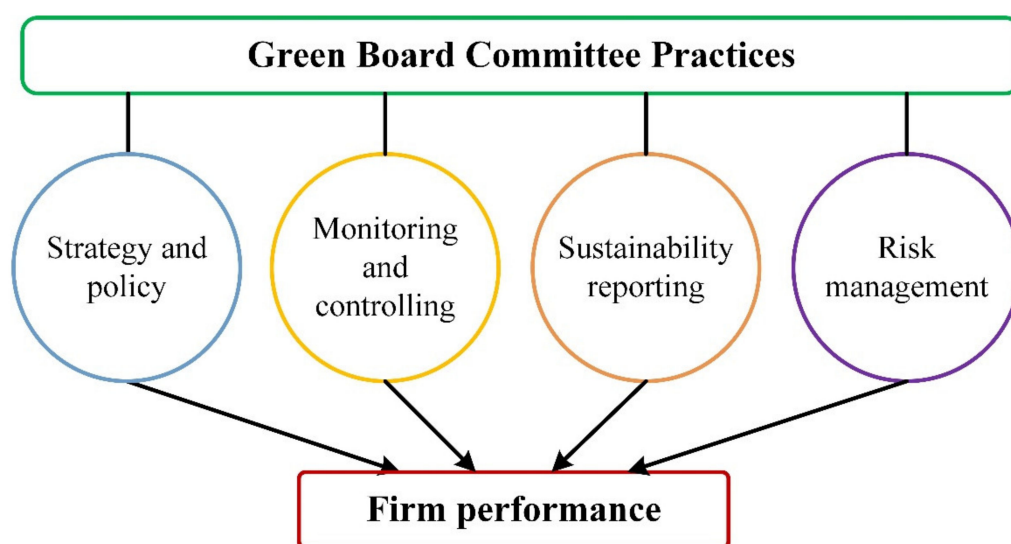 Green Board Committee Practices
Strategy and
policy
Monitoring
and
controlling
Sustainability
reporting
Risk
management
Firm performance